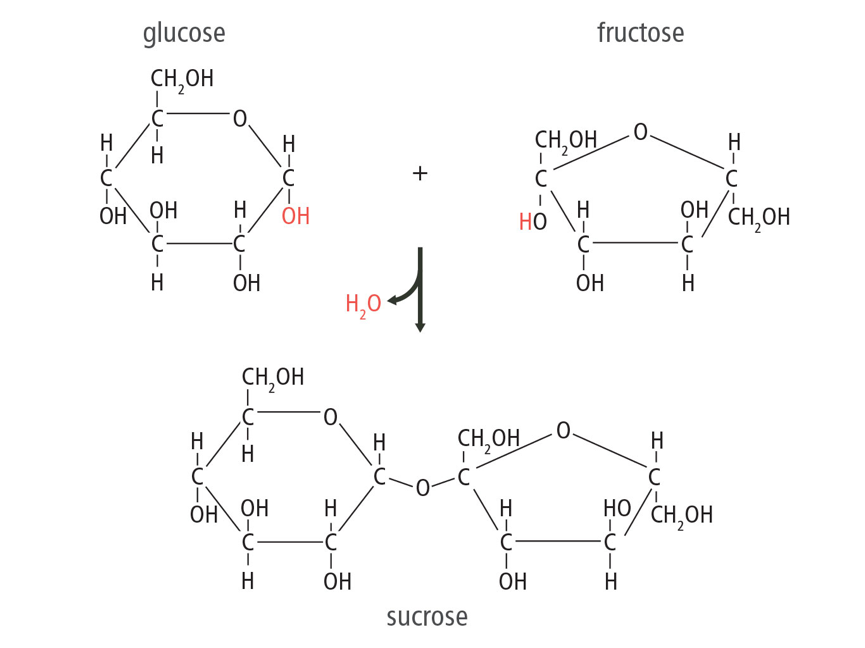 glucose fructose
CH₂OH
C O
H H H
C C
OH OH H OH
C C
H OH
+
CH₂OH O H
C C
HO H OH CH₂OH
C C
OH H
H₂O
CH₂OH
C O
H H H
C C
OH OH H
C C
H OH
O
CH₂OH O H
C C
H HO CH₂OH
C C
OH H
sucrose